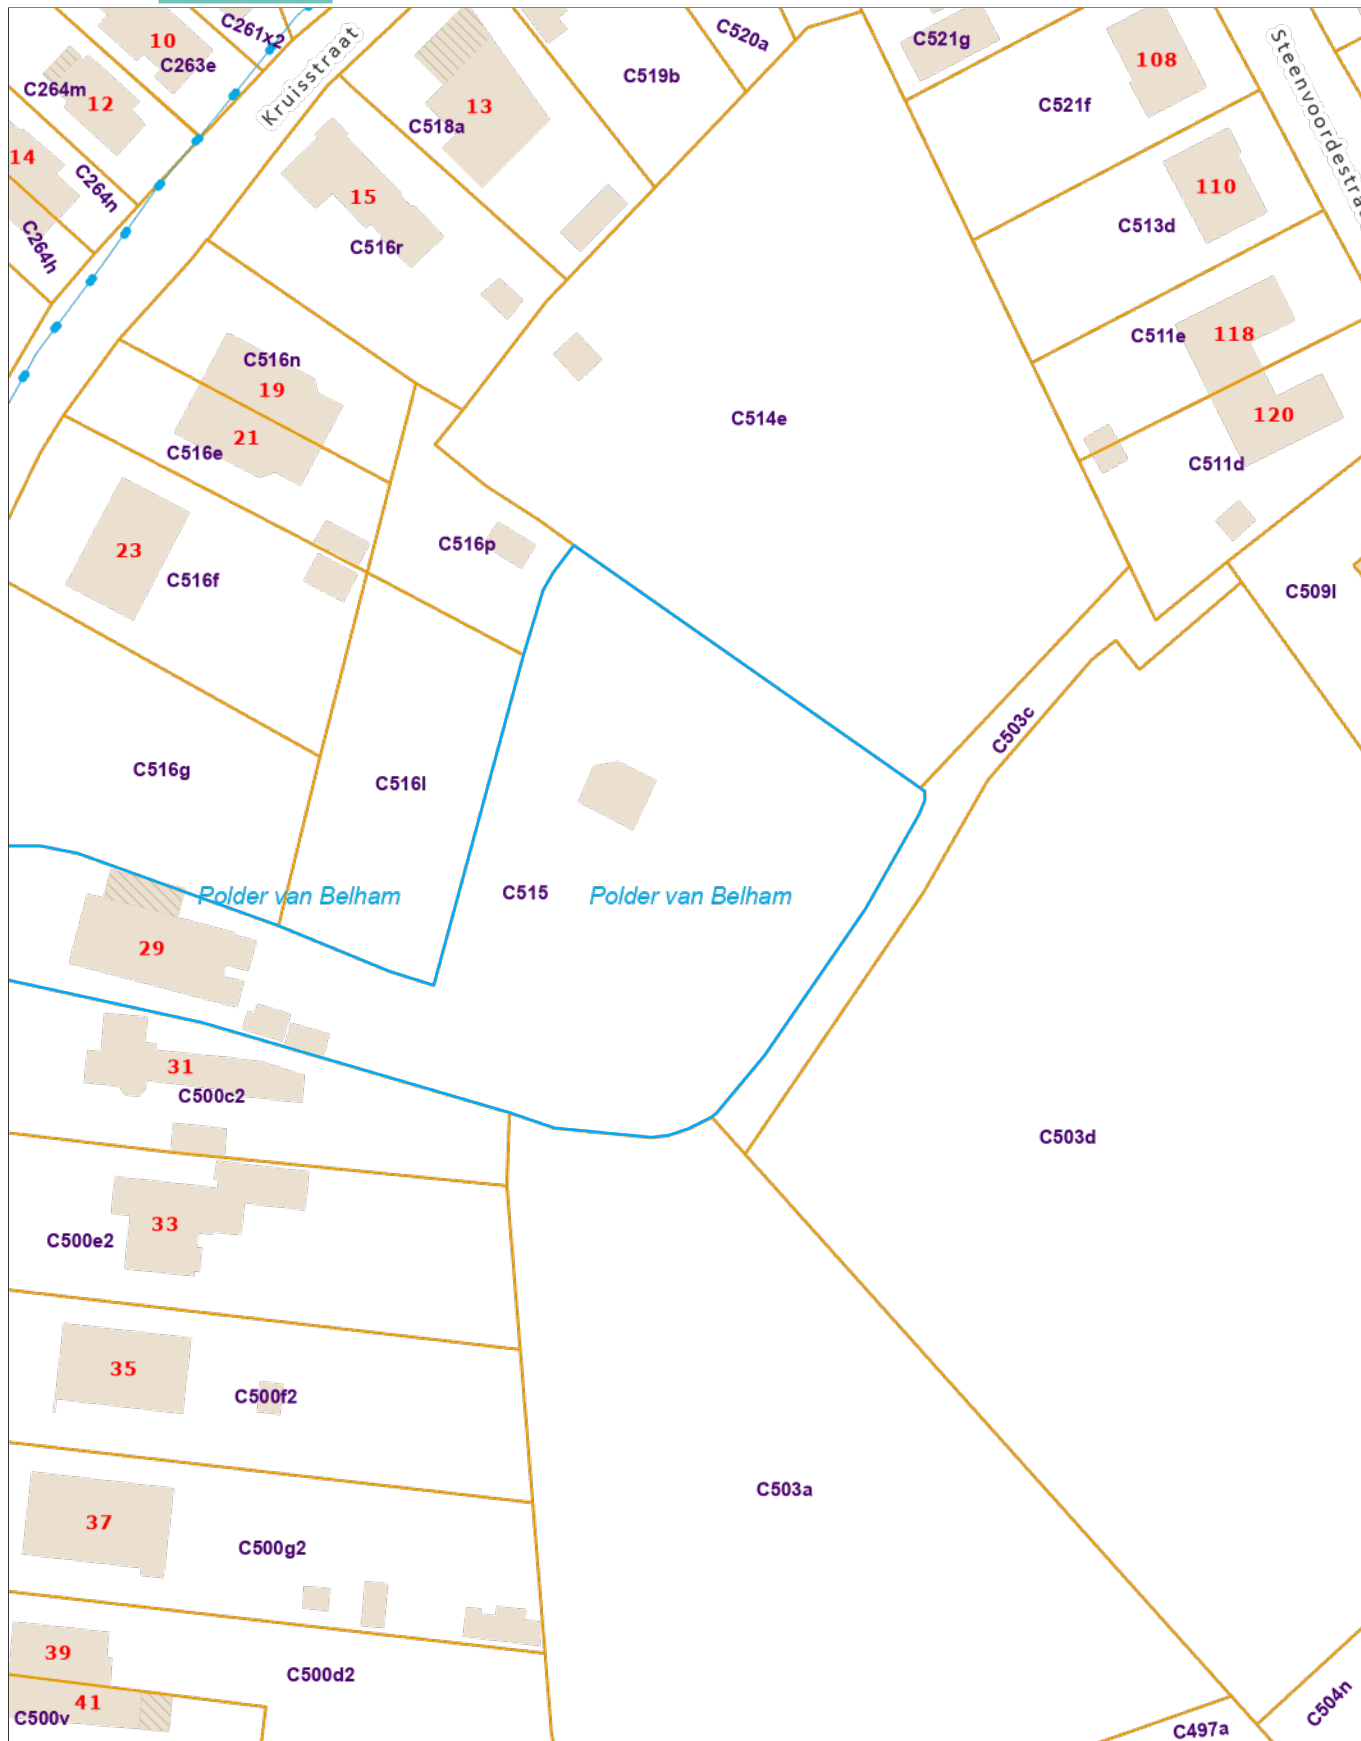 C261x2
10
C263e
C264m
12
14
C264n
C264h
Kruisstraat
C520a
C519b
13
C518a
C521g
108
C521f
Steenvoordestraa
15
C516r
110
C513d
C511e
118
C516n
19
21
C516e
C514e
120
C511d
23
C516f
C516p
C509l
C503c
C516g
C516l
C515
Polder van Belham
Polder van Belham
29
31
C500c2
C503d
33
C500e2
35
C500f2
37
C500g2
C503a
39
C500d2
41
C500v
C504n
C497a